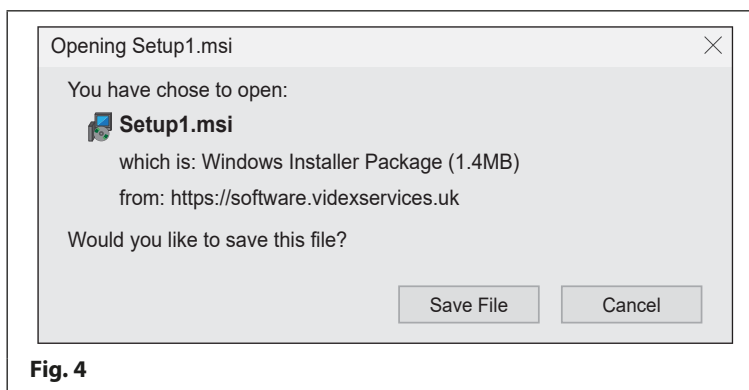 Opening Setup1.msi
You have chose to open:
Setup1.msi
which is: Windows Installer Package (1.4MB)
from: https://software.videxservices.uk
Would you like to save this file?
Save File
Cancel
Fig. 4